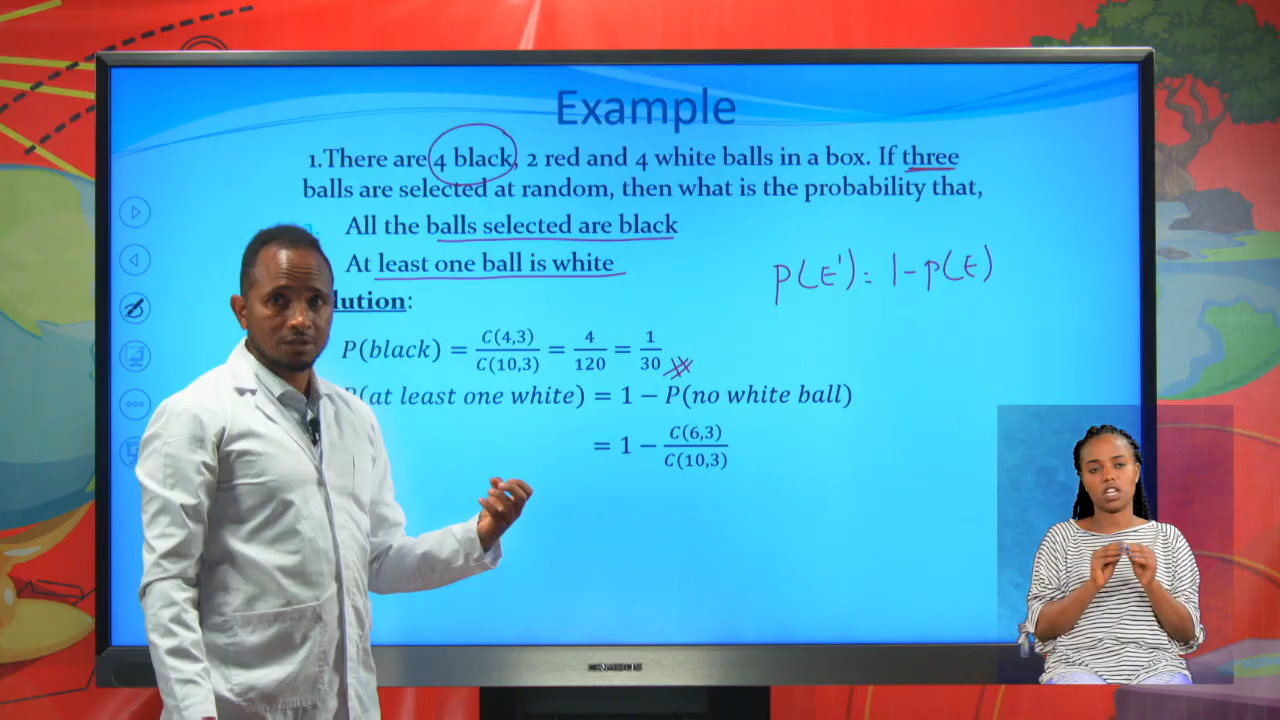 Example
1.There are 4 black, 2 red and 4 white balls in a box. If three
balls are selected at random, then what is the probability that,
All the balls selected are black
At least one ball is white
P(E') = 1 - P(E)
lution:
P(black) = C(4,3)/C(10,3) = 4/120 = 1/30
P(at least one white) = 1 − P(no white ball)
= 1 − C(6,3)/C(10,3)